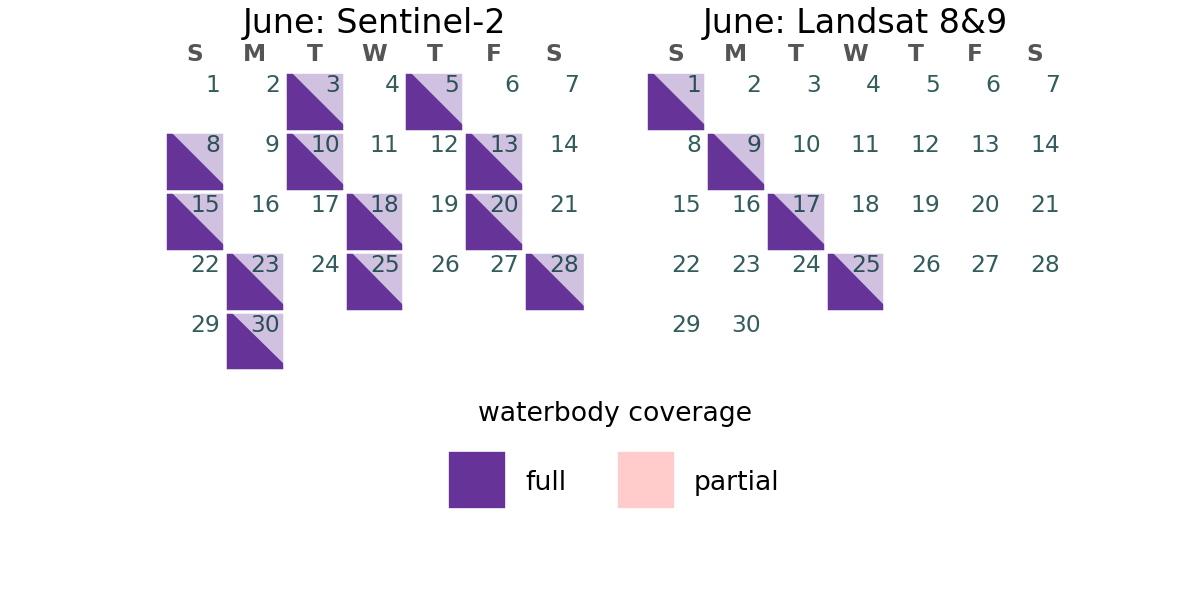 June: Sentinel-2
S M T W T F S
1 2 3 4 5 6 7
8 9 10 11 12 13 14
15 16 17 18 19 20 21
22 23 24 25 26 27 28
29 30
June: Landsat 8&9
S M T W T F S
1 2 3 4 5 6 7
8 9 10 11 12 13 14
15 16 17 18 19 20 21
22 23 24 25 26 27 28
29 30
waterbody coverage
full partial